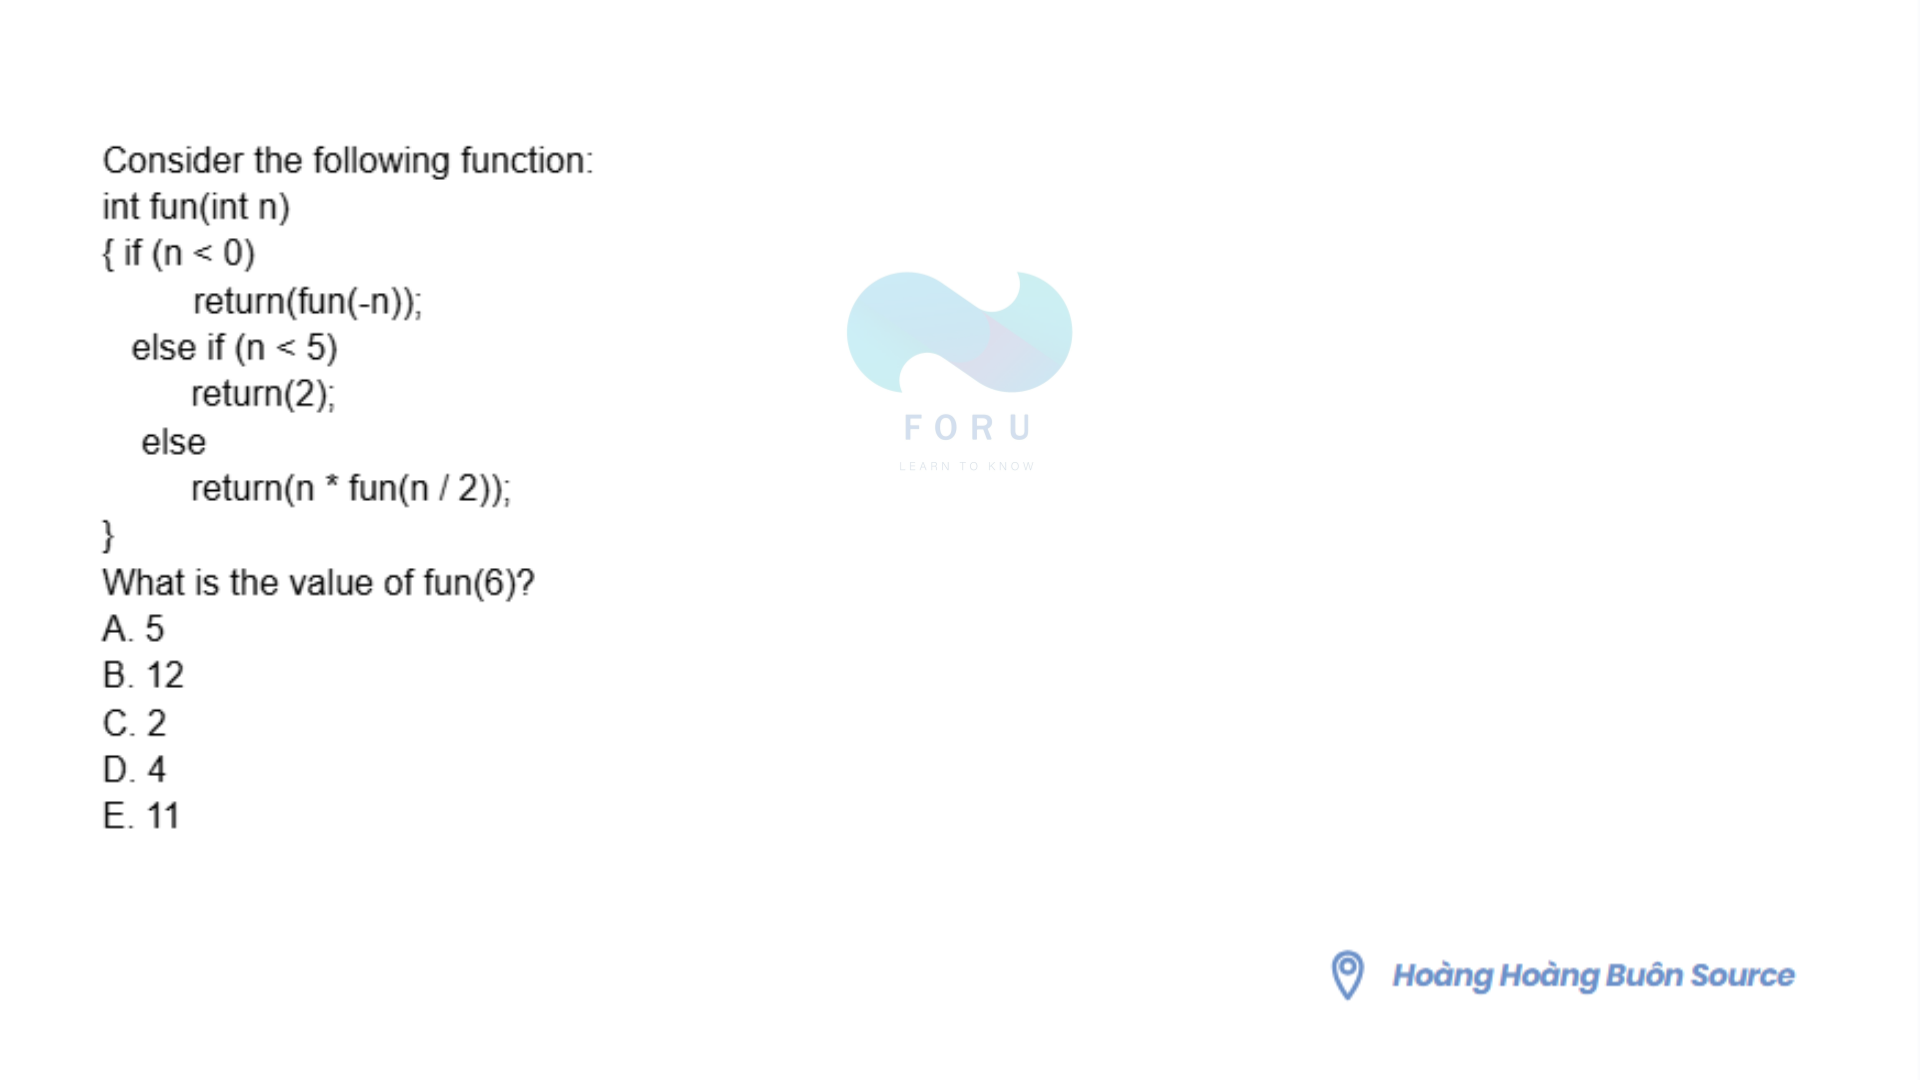 Consider the following function:
int fun(int n)
{ if (n < 0)
return(fun(-n));
else if (n < 5)
return(2);
else
return(n * fun(n / 2));
}
What is the value of fun(6)?
A. 5
B. 12
C. 2
D. 4
E. 11
FORU
LEARN TO KNOW
Hoàng Hoàng Buôn Source